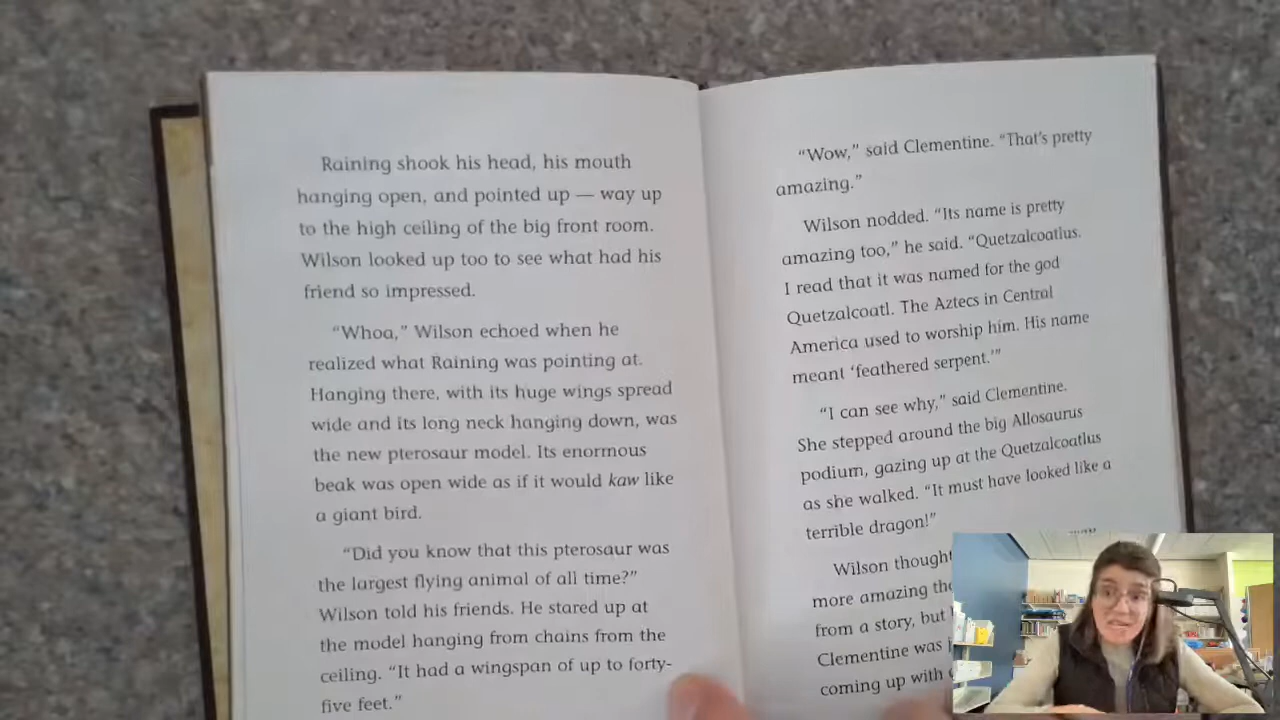 Raining shook his head, his mouth
hanging open, and pointed up — way up
to the high ceiling of the big front room.
Wilson looked up too to see what had his
friend so impressed.
“Whoa,” Wilson echoed when he
realized what Raining was pointing at.
Hanging there, with its huge wings spread
wide and its long neck hanging down, was
the new pterosaur model. Its enormous
beak was open wide as if it would kaw like
a giant bird.
“Did you know that this pterosaur was
the largest flying animal of all time?”
Wilson told his friends. He stared up at
the model hanging from chains from the
ceiling. “It had a wingspan of up to forty-
five feet.”
“Wow,” said Clementine. “That’s pretty
amazing.”
Wilson nodded. “Its name is pretty
amazing too,” he said. “Quetzalcoatlus.
I read that it was named for the god
Quetzalcoatl. The Aztecs in Central
America used to worship him. His name
meant ‘feathered serpent.’”
“I can see why,” said Clementine.
She stepped around the big Allosaurus
podium, gazing up at the Quetzalcoatlus
as she walked. “It must have looked like a
terrible dragon!”
Wilson thought
more amazing
from a story, but
Clementine was
coming up with